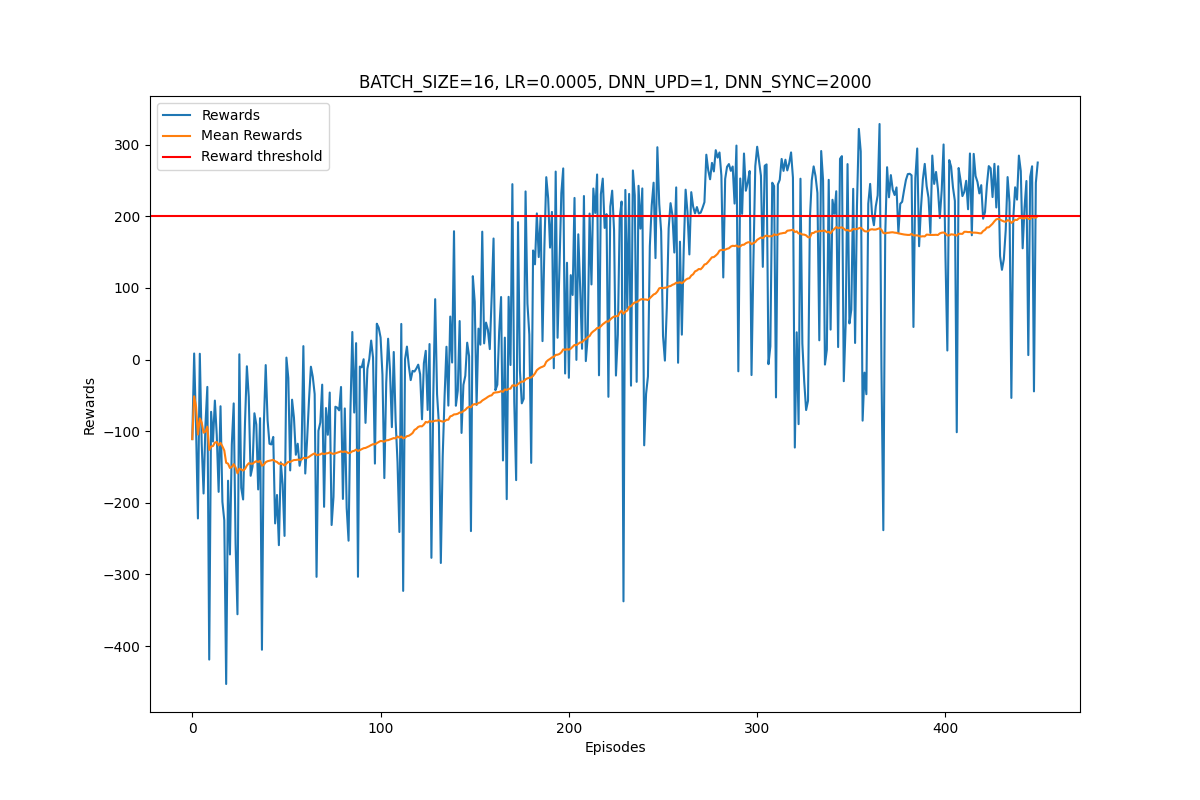 BATCH_SIZE=16, LR=0.0005, DNN_UPD=1, DNN_SYNC=2000
Rewards
Mean Rewards
Reward threshold
300
200
100
0
−100
−200
−300
−400
Rewards
0
100
200
300
400
Episodes